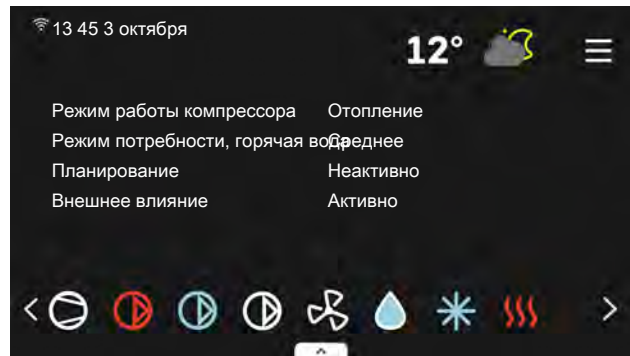 13 45 3 октября
12°
Режим работы компрессора Отопление
Режим потребности, горячая вода Среднее
Планирование Неактивно
Внешнее влияние Активно